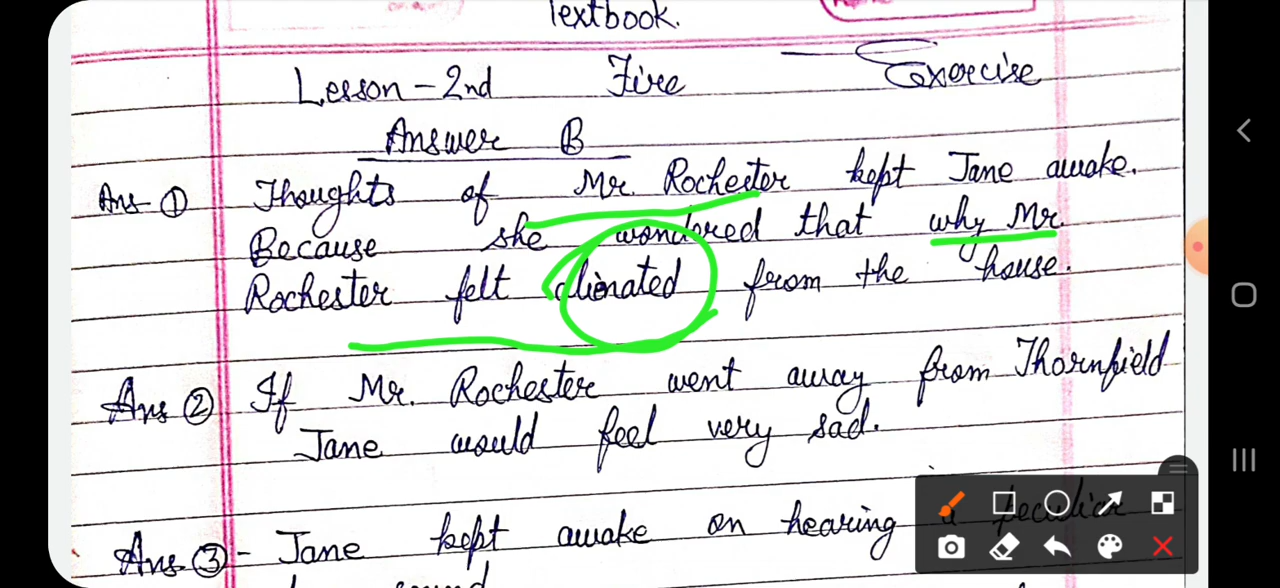 Textbook.
Lesson - 2nd Fire Exercise
Answer B
Ans ① Thoughts of Mr. Rochester kept Jane awake.
Because she wondered that why Mr.
Rochester felt alienated from the house.
Ans ② If Mr. Rochester went away from Thornfield
Jane would feel very sad.
Ans ③ - Jane kept awake on hearing a peculiar